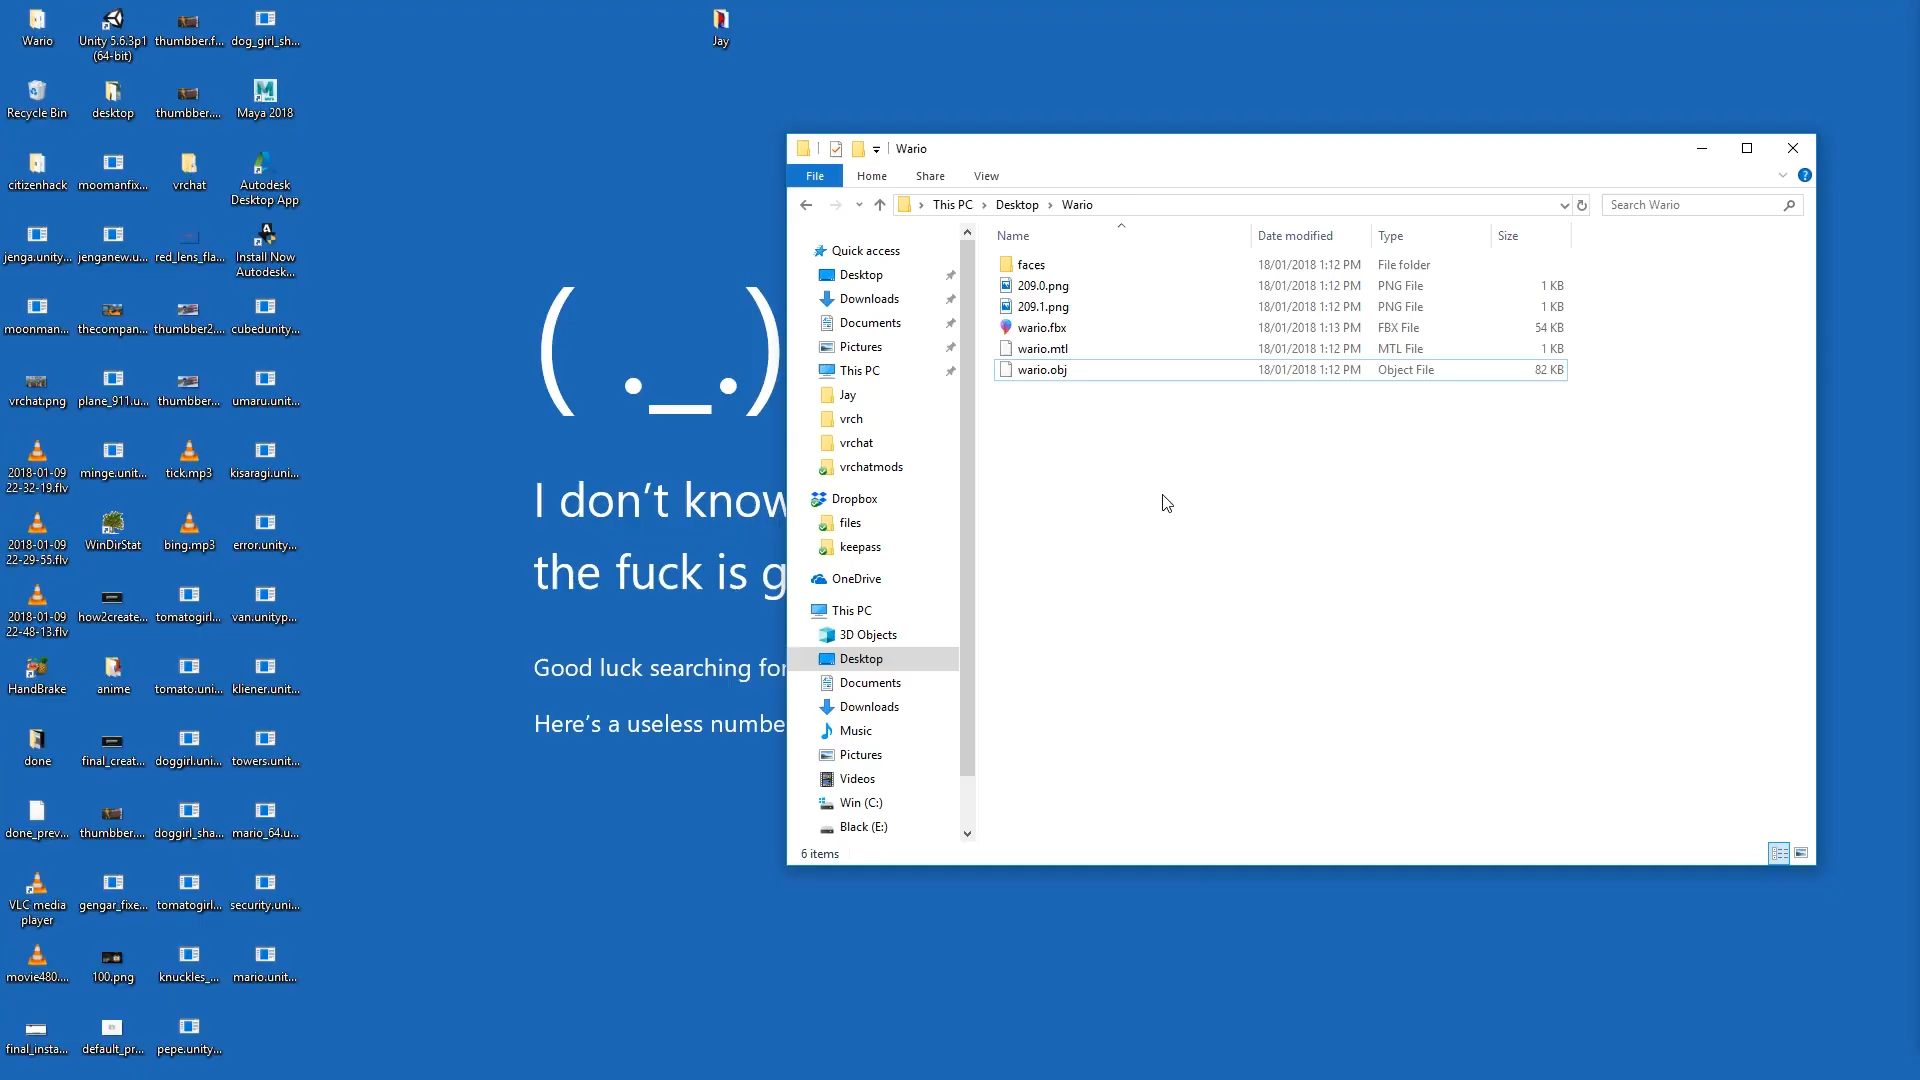 Wario
Unity 5.6.3p1
(64-bit)
thumbber.f...
dog_girl_sh...
Jay
Recycle Bin
desktop
thumbber....
Maya 2018
citizenhack
moomanfix...
vrchat
Autodesk
Desktop App
jenga.unity...
jenganew.u...
red_lens_fla...
Install Now
Autodesk...
moonman...
thecompan...
thumbber2....
cubedunity...
vrchat.png
plane_911.u...
thumbber...
umaru.unit...
2018-01-09
22-32-19.flv
minge.unit...
tick.mp3
kisaragi.uni...
2018-01-09
22-29-55.flv
WinDirStat
bing.mp3
error.unity...
2018-01-09
22-48-13.flv
how2create...
tomatogirl...
van.unityp...
HandBrake
anime
tomato.uni...
kliener.unit...
done
final_creat...
doggirl.uni...
towers.unit...
done_prev...
thumbber....
doggirl_sha...
mario_64.u...
VLC media
player
gengar_fixe...
tomatogirl...
security.uni...
movie480....
100.png
knuckles_...
mario.unit...
final_insta...
default_pr...
pepe.unity...
( ._.)
I don't know
the fuck is g
Good luck searching for
Here's a useless numbe
Wario
File Home Share View
This PC Desktop Wario
Search Wario
Name Date modified Type Size
faces 18/01/2018 1:12 PM File folder
209.0.png 18/01/2018 1:12 PM PNG File 1 KB
209.1.png 18/01/2018 1:12 PM PNG File 1 KB
wario.fbx 18/01/2018 1:13 PM FBX File 54 KB
wario.mtl 18/01/2018 1:12 PM MTL File 1 KB
wario.obj 18/01/2018 1:12 PM Object File 82 KB
Quick access
Desktop
Downloads
Documents
Pictures
This PC
Jay
vrch
vrchat
vrchatmods
Dropbox
files
keepass
OneDrive
This PC
3D Objects
Desktop
Documents
Downloads
Music
Pictures
Videos
Win (C:)
Black (E:)
6 items